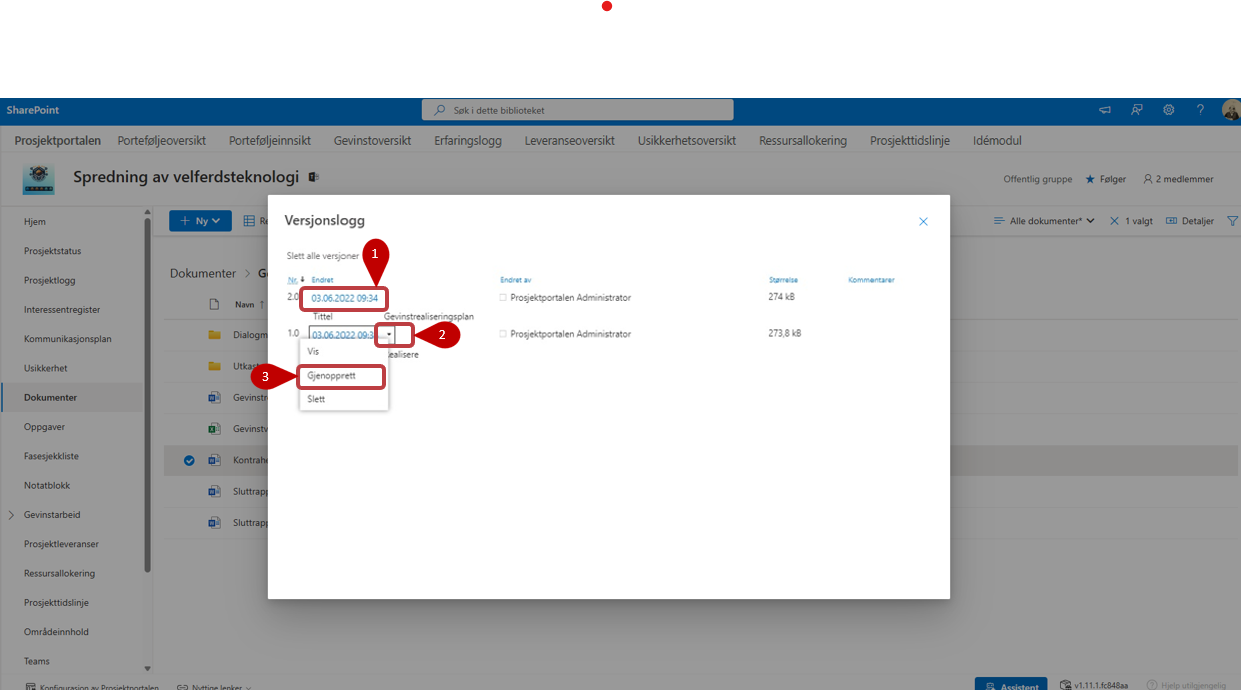 SharePoint
Søk i dette biblioteket
?
Prosjektportalen Porteføljeoversikt Porteføljeinnsikt Gevinstoversikt Erfaringslogg Leveranseoversikt Usikkerhetsoversikt Ressursallokering Prosjekttidslinje Idémodul
Spredning av velferdsteknologi
Offentlig gruppe Følger 2 medlemmer
Hjem
Prosjektstatus
Prosjektlogg
Interessentregister
Kommunikasjonsplan
Usikkerhet
Dokumenter
Oppgaver
Fasesjekkliste
Notatblokk
Gevinstarbeid
Prosjektleveranser
Ressursallokering
Prosjekttidslinje
Områdeinnhold
Teams
Konfigurasjon av Prosjektportalen
Ny
Re
Alle dokumenter* 1 valgt Detaljer
Dokumenter > G
Navn
Dialogm
Utkast
Gevinstre
Gevinstv
Kontrahe
Sluttrapp
Sluttrapp
Versjonslogg
Slett alle versjoner
1
Nr. Endret Endret av Størrelse Kommentarer
2.0 03.06.2022 09:34 Prosjektportalen Administrator 274 kB
Tittel Gevinstrealiseringsplan
1.0 03.06.2022 09:3 Prosjektportalen Administrator 273,8 kB
2
Vis
ealisere
3
Gjenopprett
Slett
Nyttige lenker
Assistent
v1.11.1.fc848aa
Hjelp utilgjengelig